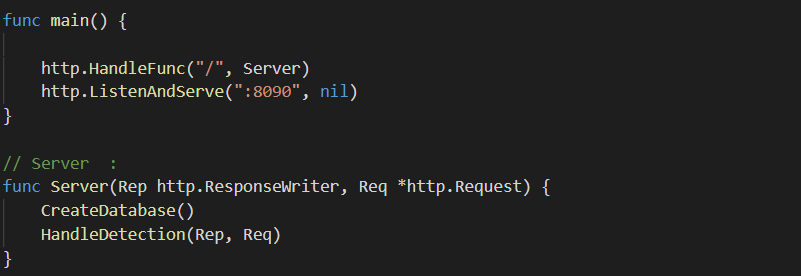 func main() {
    http.HandleFunc("/", Server)
    http.ListenAndServe(":8090", nil)
}
// Server  :
func Server(Rep http.ResponseWriter, Req *http.Request) {
    CreateDatabase()
    HandleDetection(Rep, Req)
}